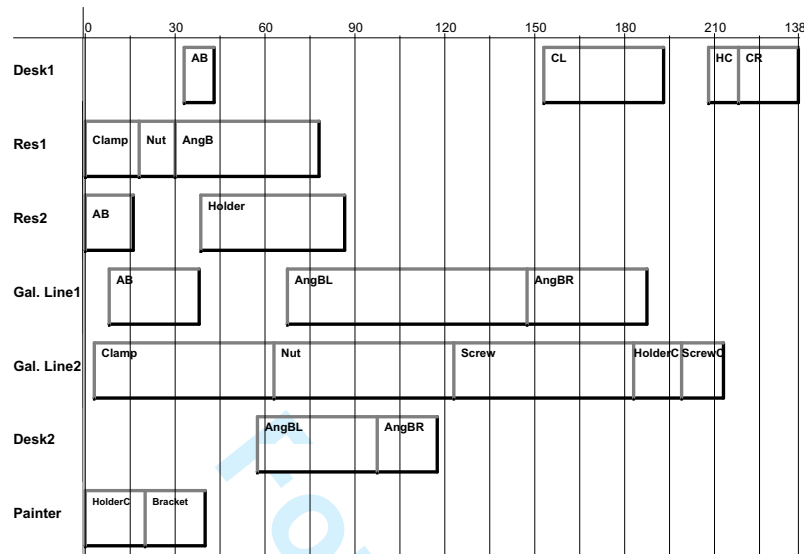 0 30 60 90 120 150 180 210 138
Desk1 AB CL HC CR
Res1 Clamp Nut AngB
Res2 AB Holder
Gal. Line1 AB AngBL AngBR
Gal. Line2 Clamp Nut Screw HolderC ScrewC
Desk2 AngBL AngBR
Painter HolderC Bracket